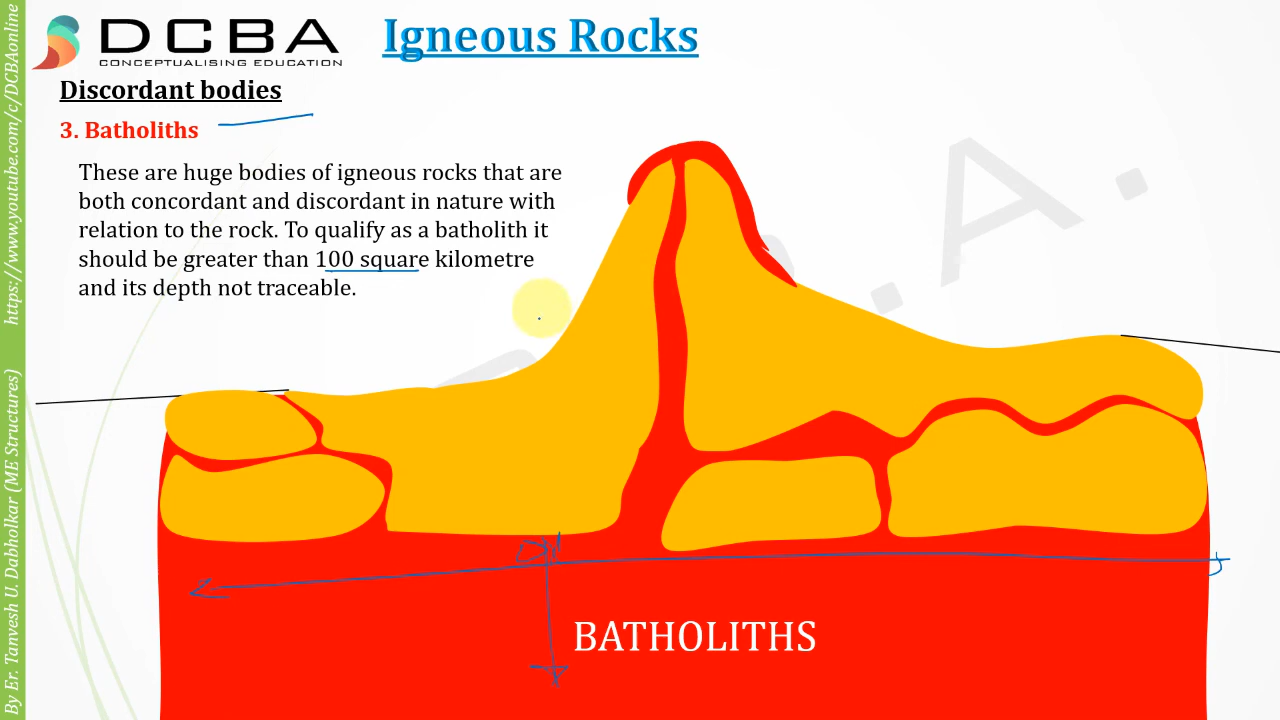 By Er. Tanvesh U. Dabholkar (ME Structures) https://www.youtube.com/c/DCBAonline
DCBA
CONCEPTUALISING EDUCATION
Igneous Rocks
Discordant bodies
3. Batholiths
These are huge bodies of igneous rocks that are
both concordant and discordant in nature with
relation to the rock. To qualify as a batholith it
should be greater than 100 square kilometre
and its depth not traceable.
BATHOLITHS